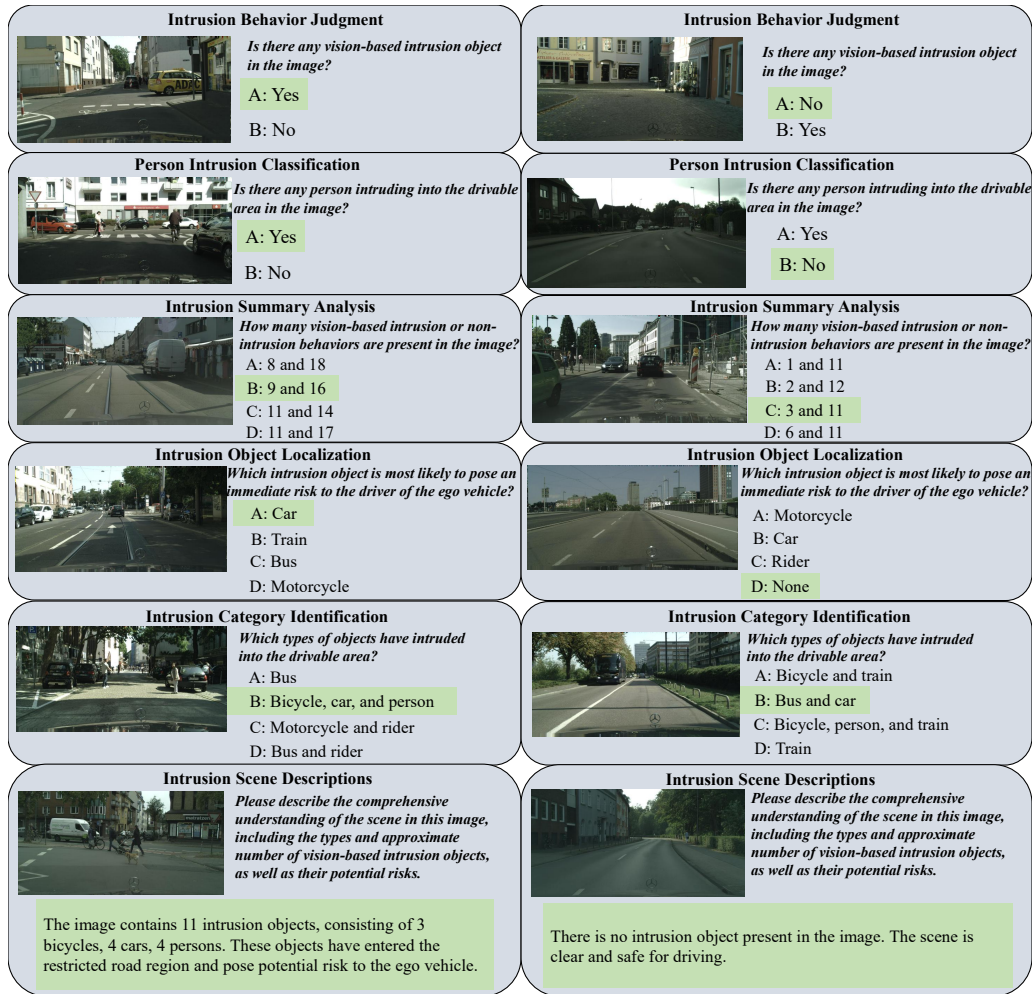 Intrusion Behavior Judgment
Is there any vision-based intrusion object
in the image?
ADAC
A: Yes
B: No
Intrusion Behavior Judgment
Is there any vision-based intrusion object
in the image?
A: No
B: Yes
Person Intrusion Classification
Is there any person intruding into the drivable
area in the image?
A: Yes
B: No
Person Intrusion Classification
Is there any person intruding into the drivable
area in the image?
A: Yes
B: No
Intrusion Summary Analysis
How many vision-based intrusion or non-
intrusion behaviors are present in the image?
A: 8 and 18
B: 9 and 16
C: 11 and 14
D: 11 and 17
Intrusion Summary Analysis
How many vision-based intrusion or non-
intrusion behaviors are present in the image?
A: 1 and 11
B: 2 and 12
C: 3 and 11
D: 6 and 11
Intrusion Object Localization
Which intrusion object is most likely to pose an
immediate risk to the driver of the ego vehicle?
A: Car
B: Train
C: Bus
D: Motorcycle
Intrusion Object Localization
Which intrusion object is most likely to pose an
immediate risk to the driver of the ego vehicle?
A: Motorcycle
B: Car
C: Rider
D: None
Intrusion Category Identification
Which types of objects have intruded
into the drivable area?
A: Bus
B: Bicycle, car, and person
C: Motorcycle and rider
D: Bus and rider
Intrusion Category Identification
Which types of objects have intruded
into the drivable area?
A: Bicycle and train
B: Bus and car
C: Bicycle, person, and train
D: Train
Intrusion Scene Descriptions
Please describe the comprehensive
understanding of the scene in this image,
including the types and approximate
number of vision-based intrusion objects,
as well as their potential risks.
The image contains 11 intrusion objects, consisting of 3
bicycles, 4 cars, 4 persons. These objects have entered the
restricted road region and pose potential risk to the ego vehicle.
Intrusion Scene Descriptions
Please describe the comprehensive
understanding of the scene in this image,
including the types and approximate
number of vision-based intrusion objects,
as well as their potential risks.
There is no intrusion object present in the image. The scene is
clear and safe for driving.